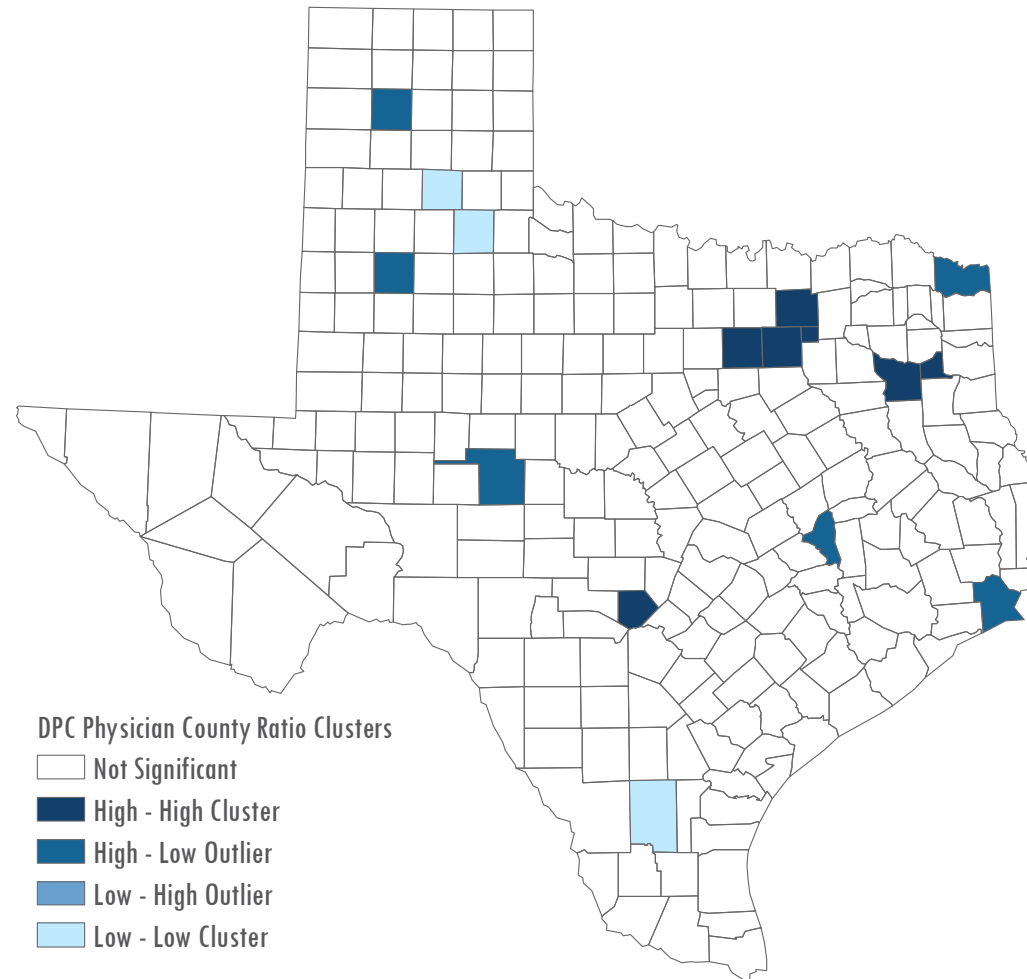 DPC Physician County Ratio Clusters
Not Significant
High - High Cluster
High - Low Outlier
Low - High Outlier
Low - Low Cluster